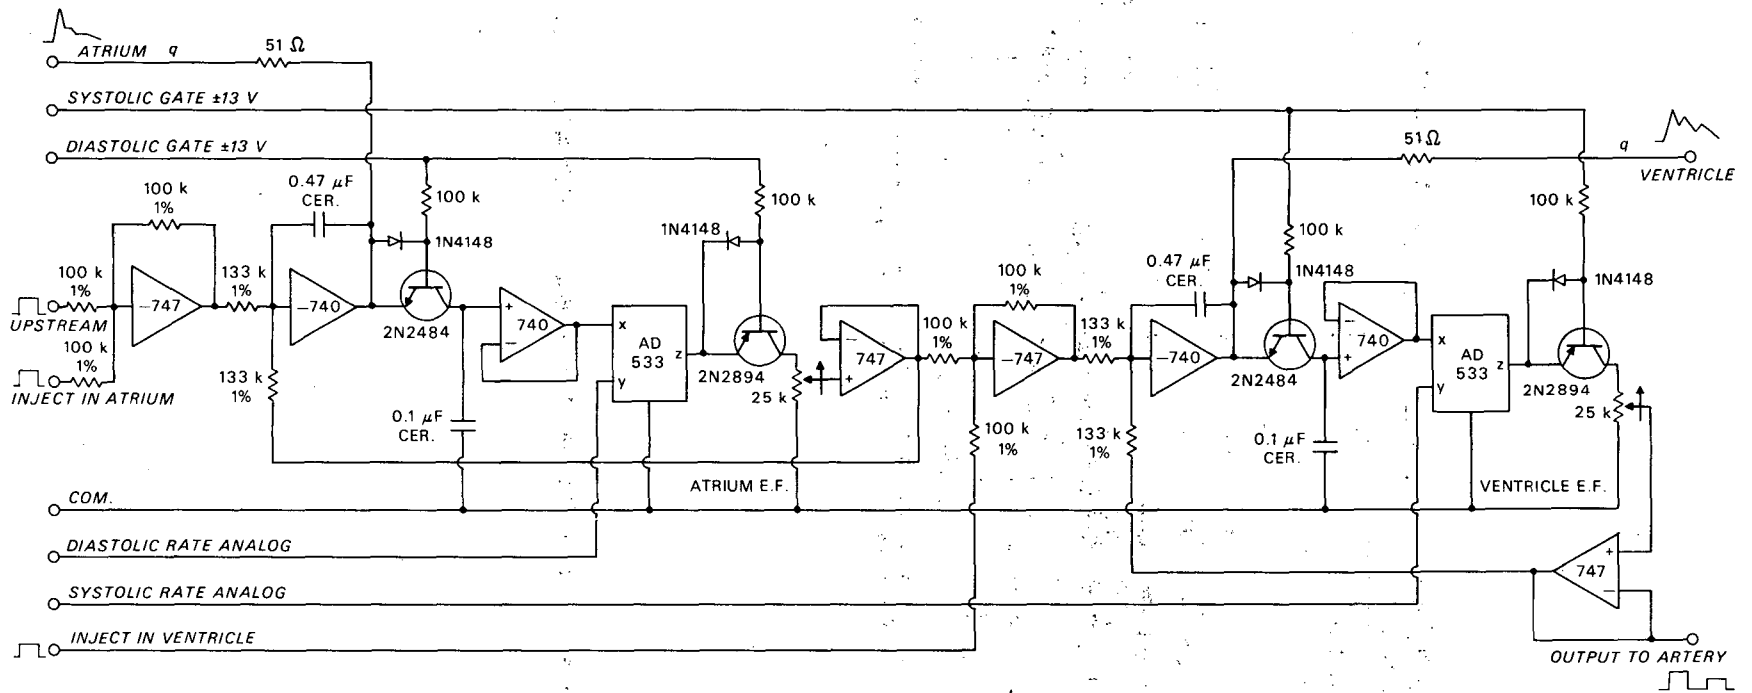 ATRIUM q
51 Ω
SYSTOLIC GATE ±13 V
DIASTOLIC GATE ±13 V
51 Ω
q
VENTRICLE
100 k
1%
0.47 µF
CER.
100 k
1N4148
1N4148
100 k
100 k
1%
UPSTREAM
100 k
1%
INJECT IN ATRIUM
−747
133 k
1%
−740
133 k
1%
2N2484
0.1 µF
CER.
+
740
−
x
AD
533
z
y
2N2894
25 k
−
747
+
ATRIUM E.F.
100 k
1%
100 k
1%
−747
100 k
1%
133 k
1%
133 k
1%
0.47 µF
CER.
−740
100 k
1N4148
2N2484
0.1 µF
CER.
−
740
+
x
AD
533
z
y
100 k
1N4148
2N2894
25 k
VENTRICLE E.F.
+
747
−
COM.
DIASTOLIC RATE ANALOG
SYSTOLIC RATE ANALOG
INJECT IN VENTRICLE
OUTPUT TO ARTERY